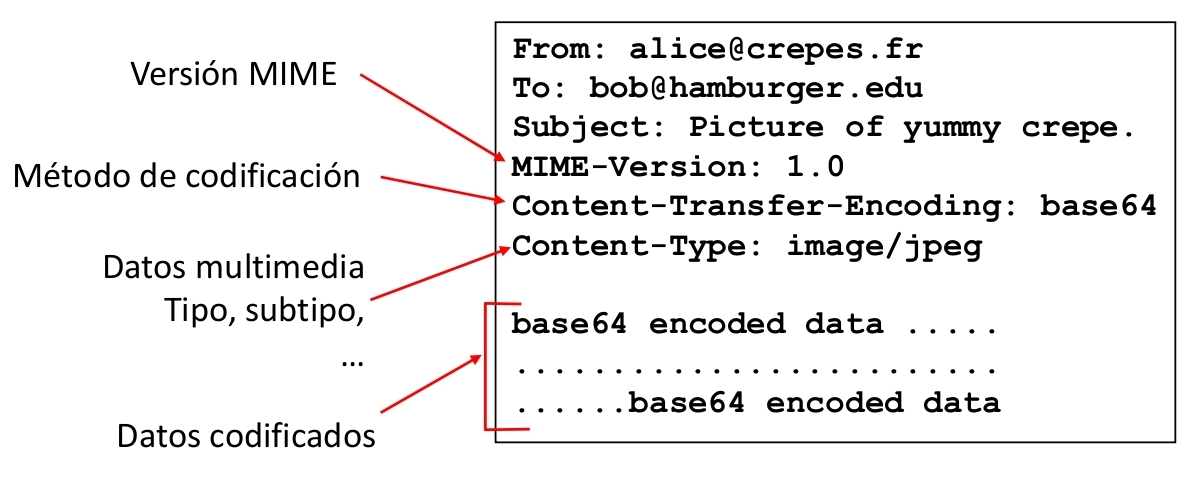 Versión MIME
Método de codificación
Datos multimedia
Tipo, subtipo,
...
Datos codificados
From: alice@crepes.fr
To: bob@hamburger.edu
Subject: Picture of yummy crepe.
MIME-Version: 1.0
Content-Transfer-Encoding: base64
Content-Type: image/jpeg
base64 encoded data .....
.........................
......base64 encoded data